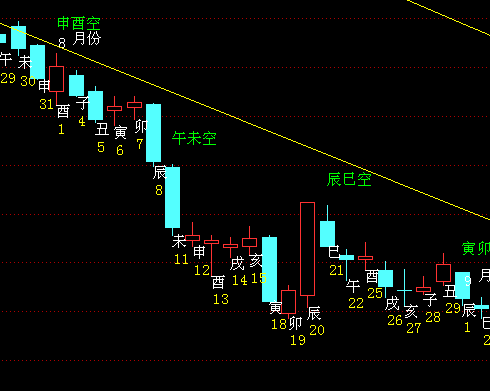 申酉空
8 月份
午 29
未 30
申 31
酉 1
子 4
丑 5
寅 6
卯 7
辰 8
午未空
未 11
申 12
酉 13
戌 14
亥 15
寅 18
卯 19
辰 20
辰巳空
巳 21
午 22
酉 25
戌 26
亥 27
子 28
丑 29
寅卯
9 月
辰 1
巳 2